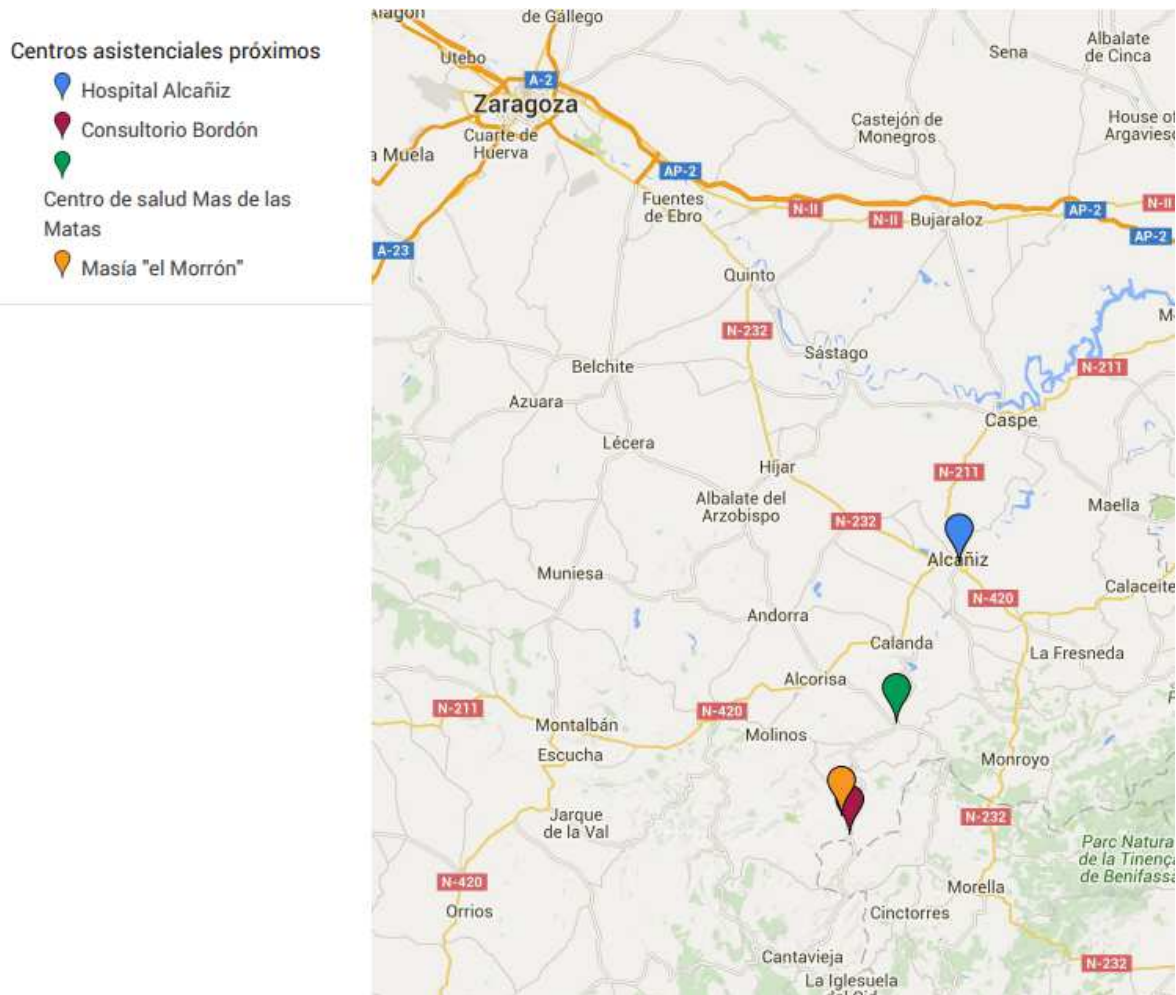 Centros asistenciales próximos
Hospital Alcañiz
Consultorio Bordón
Centro de salud Mas de las
Matas
Masía "el Morrón"
Alagón
de Gállego
Utebo
A-2
Zaragoza
Cuarte de
Huerva
a Muela
Sena
Albalate
de Cinca
Castejón de
Monegros
House of
Argavieso
AP-2
Fuentes
de Ebro
N-II
N-II
Bujaraloz
AP-2
N-II
AP-2
A-23
Quinto
N-232
Sástago
M
N-211
Belchite
Azuara
Caspe
Lécera
Híjar
N-211
Albalate del
Arzobispo
N-232
Maella
Alcañiz
Muniesa
N-420
Calaceite
Andorra
Calanda
La Fresneda
Alcorisa
N-211
Montalbán
N-420
Molinos
Escucha
Monroyo
Jarque
de la Val
N-232
Parc Natura
de la Tinença
de Benifassà
N-420
Orrios
Morella
Cinctorres
Cantavieja
N-232
La Iglesuela
del Cid